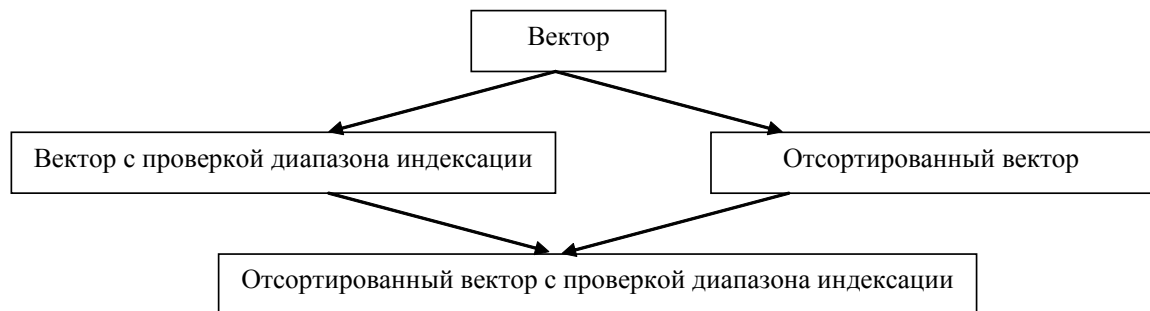 Вектор
Вектор с проверкой диапазона индексации
Отсортированный вектор
Отсортированный вектор с проверкой диапазона индексации